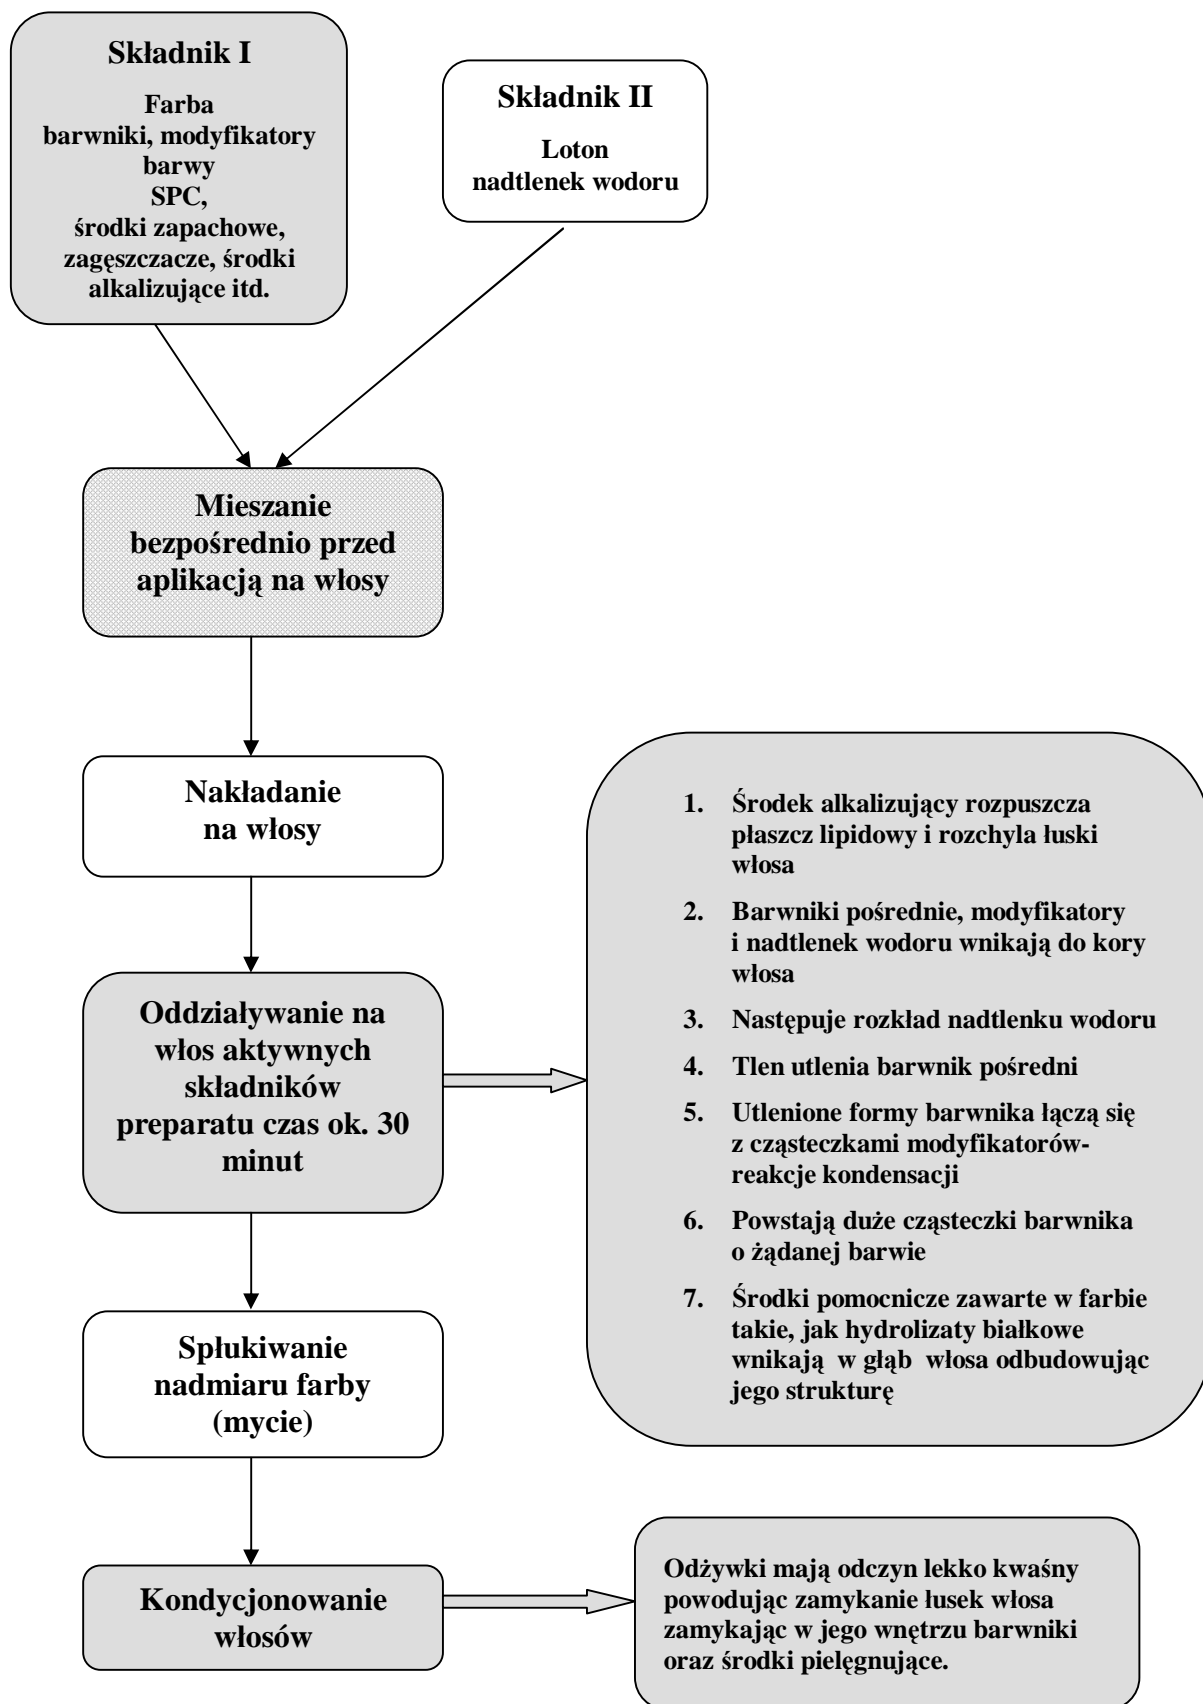 Składnik I
Farba
barwniki, modyfikatory
barwy
SPC,
środki zapachowe,
zagęszczacze, środki
alkalizujące itd.
Składnik II
Loton
nadtlenek wodoru
Mieszanie
bezpośrednio przed
aplikacją na włosy
Nakładanie
na włosy
Oddziaływanie na
włos aktywnych
składników
preparatu czas ok. 30
minut
1. Środek alkalizujący rozpuszcza
płaszcz lipidowy i rozchyla łuski
włosa
2. Barwniki pośrednie, modyfikatory
i nadtlenek wodoru wnikają do kory
włosa
3. Następuje rozkład nadtlenku wodoru
4. Tlen utlenia barwnik pośredni
5. Utlenione formy barwnika łączą się
z cząsteczkami modyfikatorów-
reakcje kondensacji
6. Powstają duże cząsteczki barwnika
o żądanej barwie
7. Środki pomocnicze zawarte w farbie
takie, jak hydrolizaty białkowe
wnikają w głąb włosa odbudowując
jego strukturę
Spłukiwanie
nadmiaru farby
(mycie)
Kondycjonowanie
włosów
Odżywki mają odczyn lekko kwaśny
powodując zamykanie łusek włosa
zamykając w jego wnętrzu barwniki
oraz środki pielęgnujące.